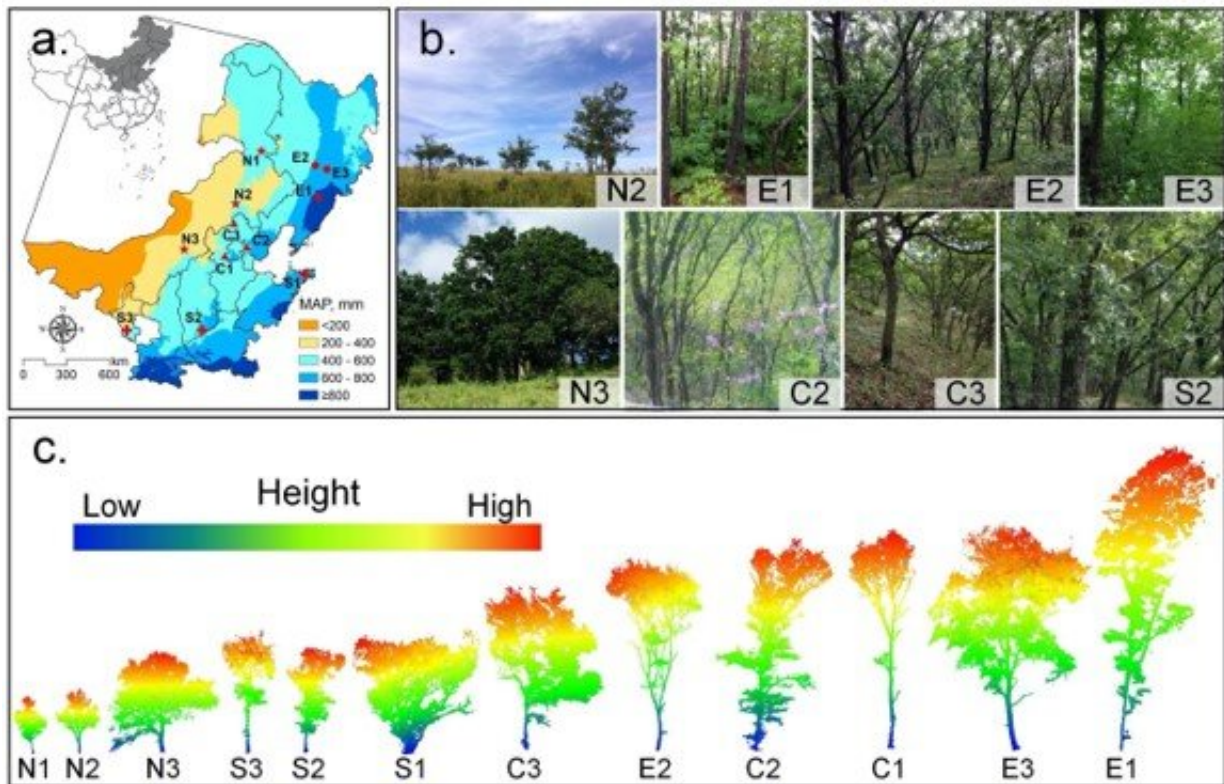 a.
N1
E2
E3
E1
N2
C3
C2
N3
C1
S1
MAP, mm
S3
S2
<200
200 - 400
400 - 600
600 - 800
≥800
km
0 300 600
N
b.
N2
E1
E2
E3
N3
C2
C3
S2
c.
Height
Low
High
N1 N2 N3 S3 S2 S1 C3 E2 C2 C1 E3 E1